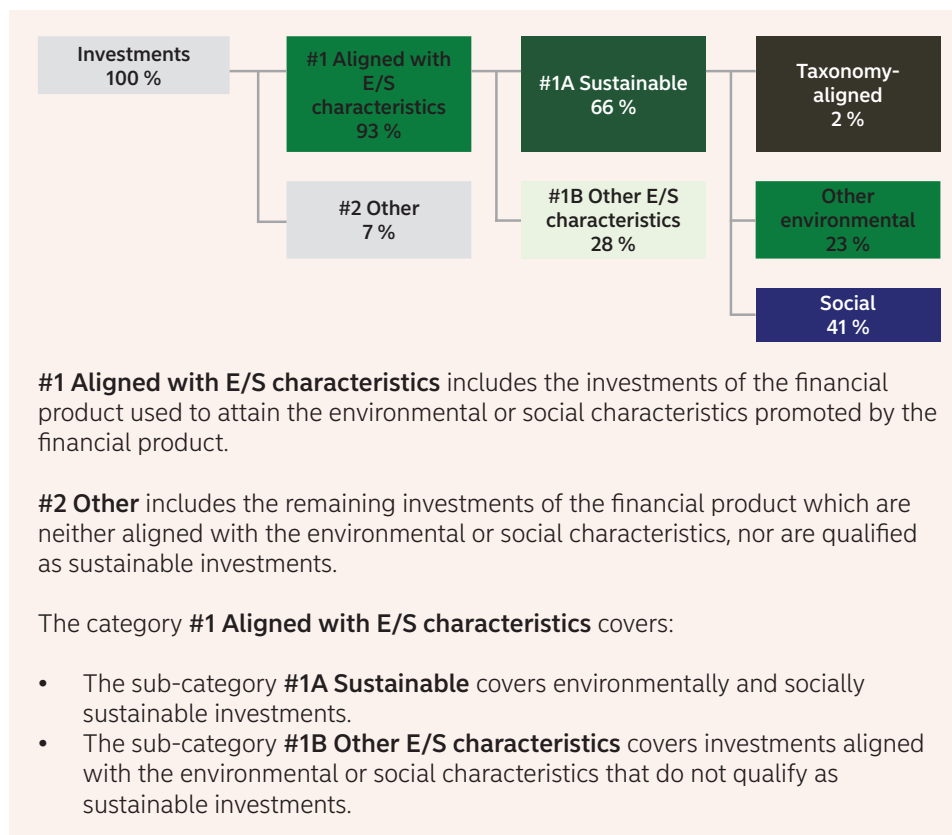 Investments
100 %
#1 Aligned with
E/S
characteristics
93 %
#1A Sustainable
66 %
Taxonomy-
aligned
2 %
#2 Other
7 %
#1B Other E/S
characteristics
28 %
Other
environmental
23 %
Social
41 %
#1 Aligned with E/S characteristics includes the investments of the financial
product used to attain the environmental or social characteristics promoted by the
financial product.
#2 Other includes the remaining investments of the financial product which are
neither aligned with the environmental or social characteristics, nor are qualified
as sustainable investments.
The category #1 Aligned with E/S characteristics covers:
• The sub-category #1A Sustainable covers environmentally and socially
sustainable investments.
• The sub-category #1B Other E/S characteristics covers investments aligned
with the environmental or social characteristics that do not qualify as
sustainable investments.